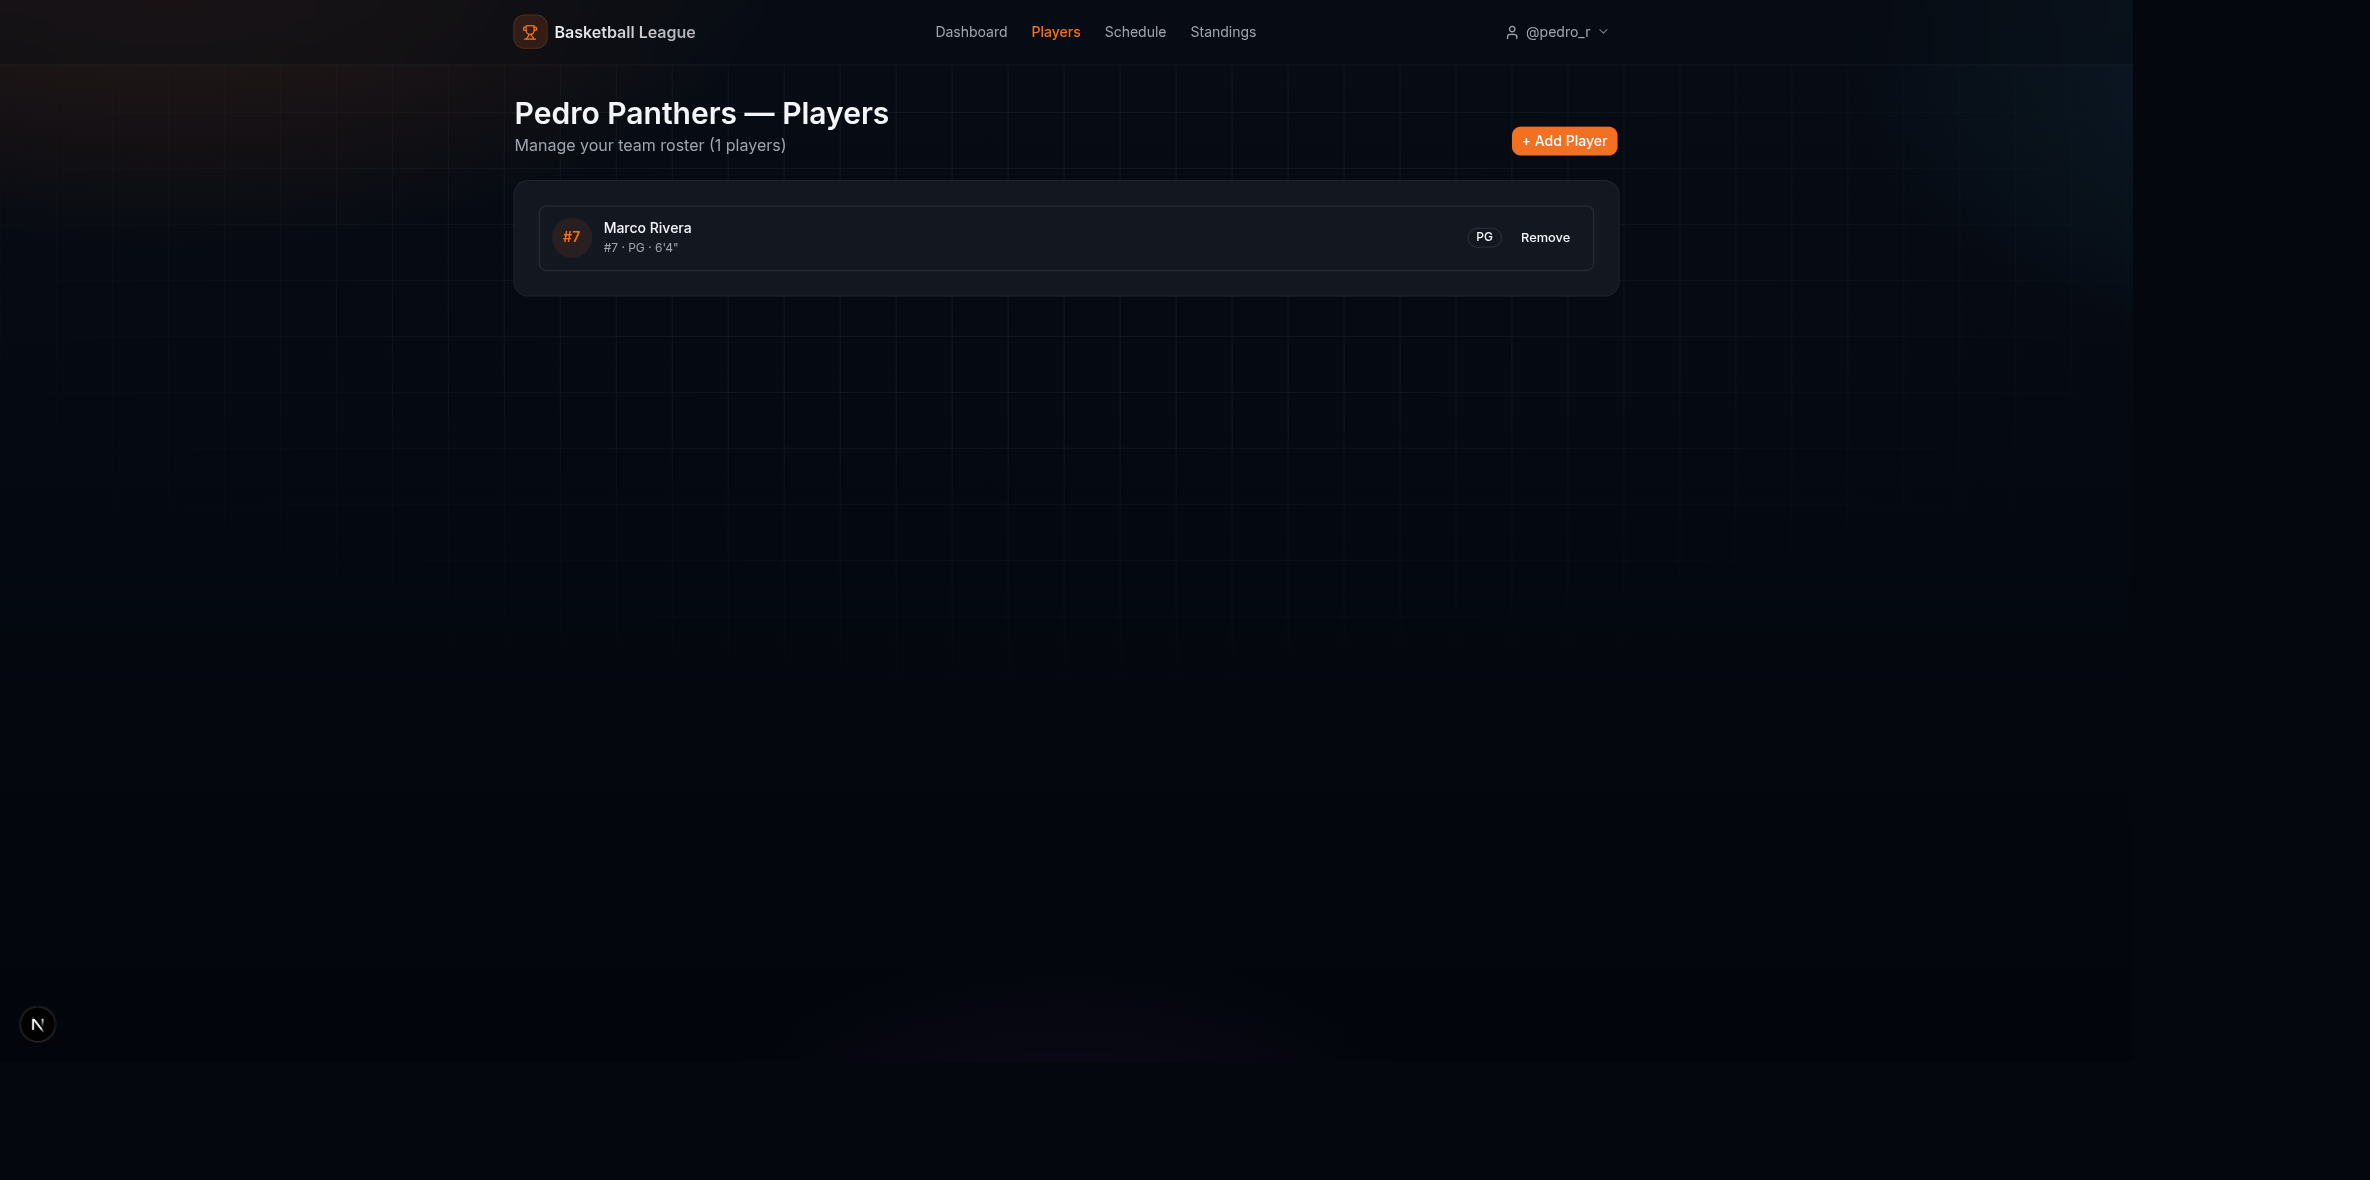 Basketball League
Dashboard
Players
Schedule
Standings
@pedro_r
Pedro Panthers — Players
Manage your team roster (1 players)
+ Add Player
#7
Marco Rivera
#7 · PG · 6'4"
PG
Remove
N